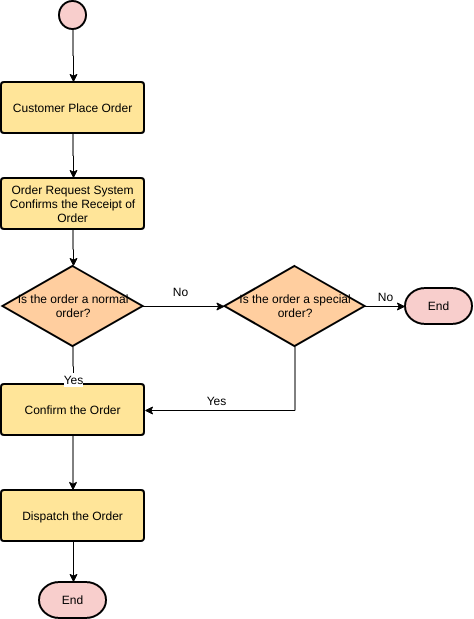 Customer Place Order
Order Request System
Confirms the Receipt of
Order
Is the order a normal
order?
No
Is the order a special
order?
No
End
Yes
Yes
Confirm the Order
Dispatch the Order
End